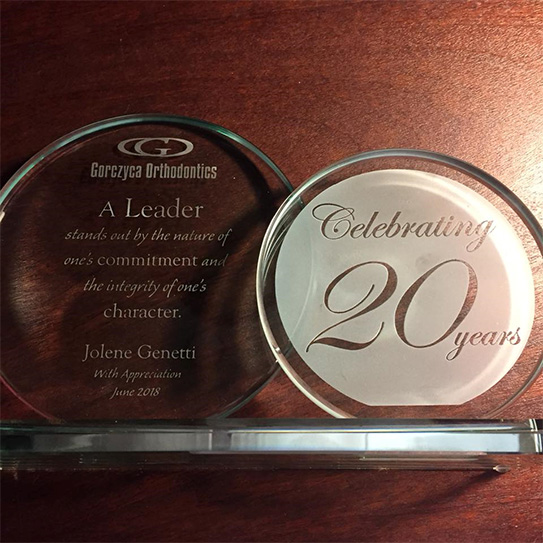 GO
Gorczyca Orthodontics
A Leader
stands out by the nature of
one's commitment and
the integrity of one's
character.
Jolene Genetti
With Appreciation
June 2018
Celebrating
20
years